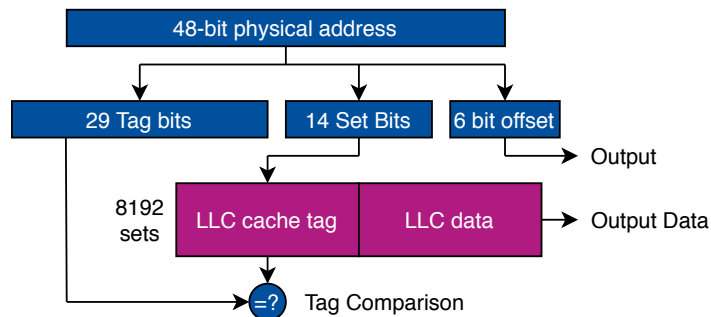 48-bit physical address
29 Tag bits
14 Set Bits
6 bit offset
Output
8192
sets
LLC cache tag
LLC data
Output Data
=?
Tag Comparison